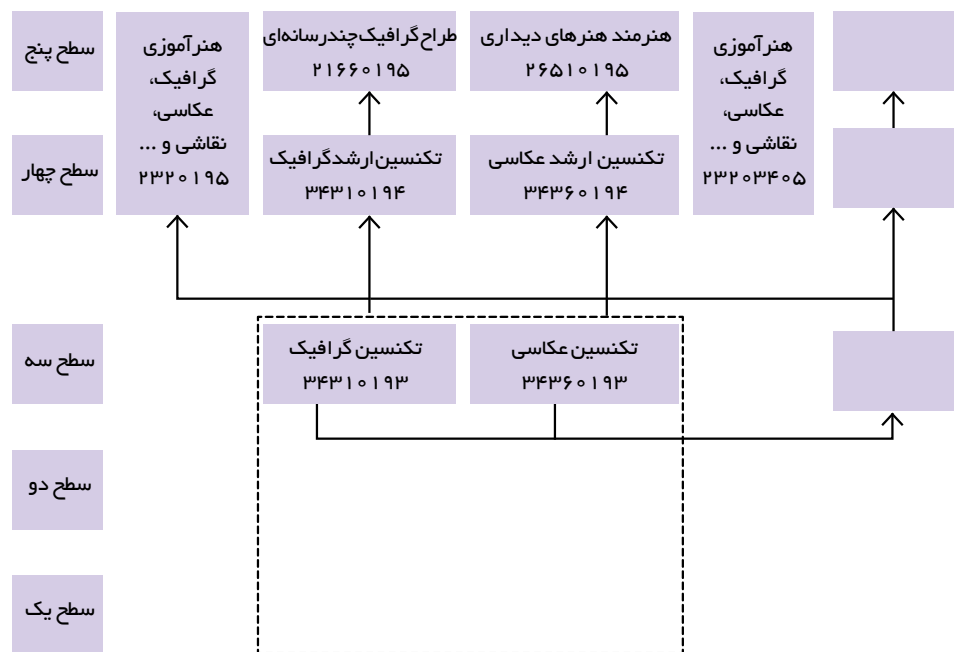 سطح پنج
هنرآموزی
گرافیک،
عکاسی،
نقاشی و ...
۲۳۲۰۱۹۵
طراح‌گرافیک‌چندرسانه‌ای
۲۱۶۶۰۱۹۵
هنرمند هنرهای دیداری
۲۶۵۱۰۱۹۵
هنرآموزی
گرافیک،
عکاسی،
نقاشی و ...
۲۳۲۰۳۴۰۵
سطح چهار
تکنسین‌ارشدگرافیک
۳۴۳۱۰۱۹۴
تکنسین ارشد عکاسی
۳۴۳۶۰۱۹۴
سطح سه
تکنسین گرافیک
۳۴۳۱۰۱۹۳
تکنسین عکاسی
۳۴۳۶۰۱۹۳
سطح دو
سطح یک